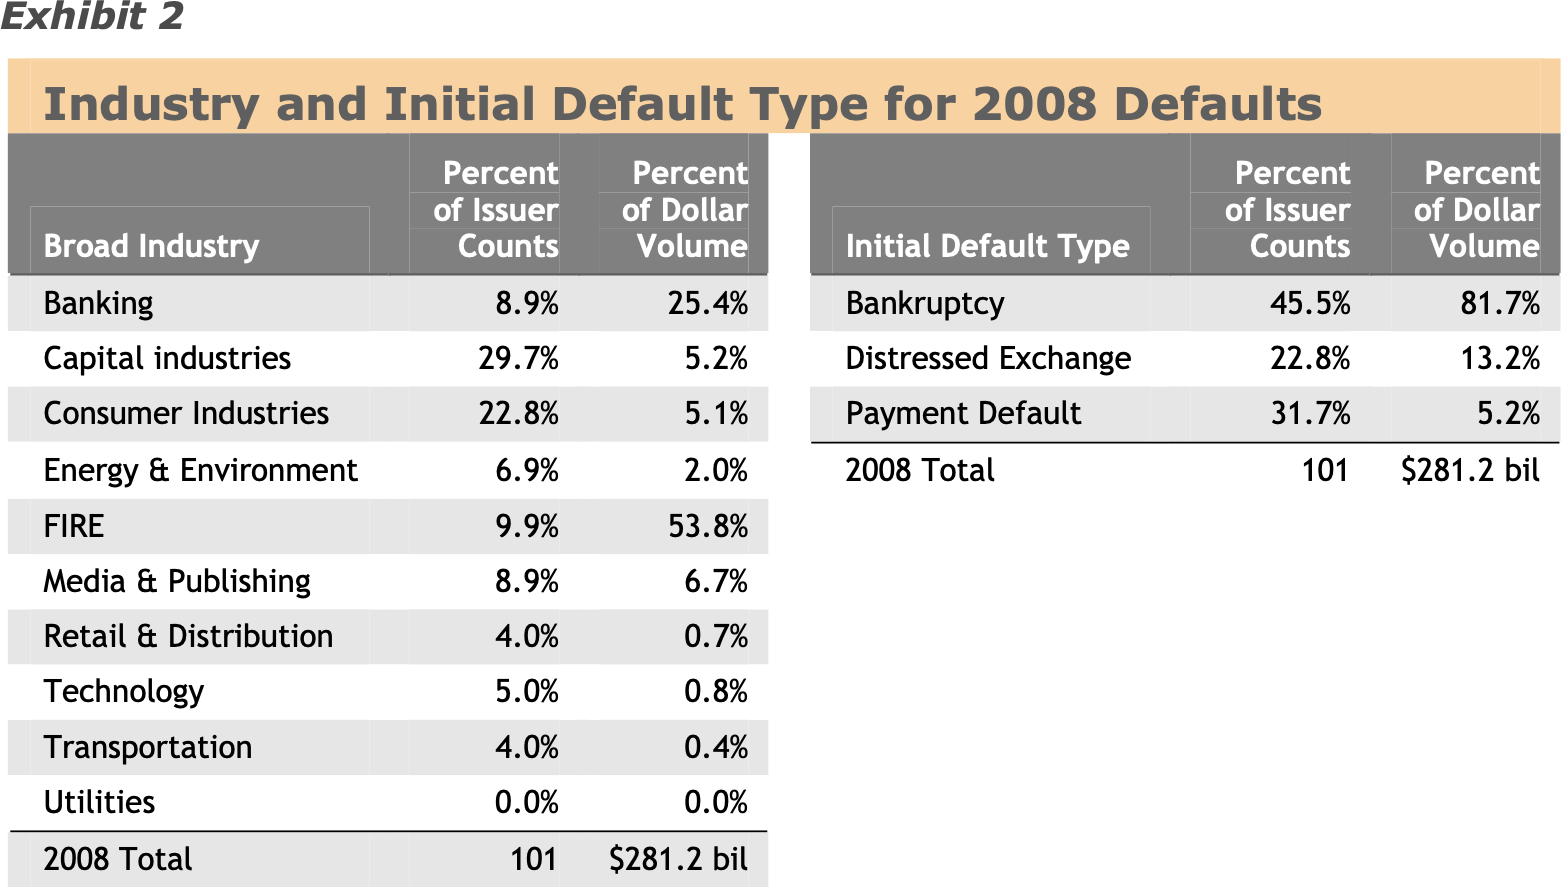 Exhibit 2
Industry and Initial Default Type for 2008 Defaults
Broad Industry Percent of Issuer Counts Percent of Dollar Volume
Banking 8.9% 25.4%
Capital industries 29.7% 5.2%
Consumer Industries 22.8% 5.1%
Energy & Environment 6.9% 2.0%
FIRE 9.9% 53.8%
Media & Publishing 8.9% 6.7%
Retail & Distribution 4.0% 0.7%
Technology 5.0% 0.8%
Transportation 4.0% 0.4%
Utilities 0.0% 0.0%
2008 Total 101 $281.2 bil
Initial Default Type Percent of Issuer Counts Percent of Dollar Volume
Bankruptcy 45.5% 81.7%
Distressed Exchange 22.8% 13.2%
Payment Default 31.7% 5.2%
2008 Total 101 $281.2 bil